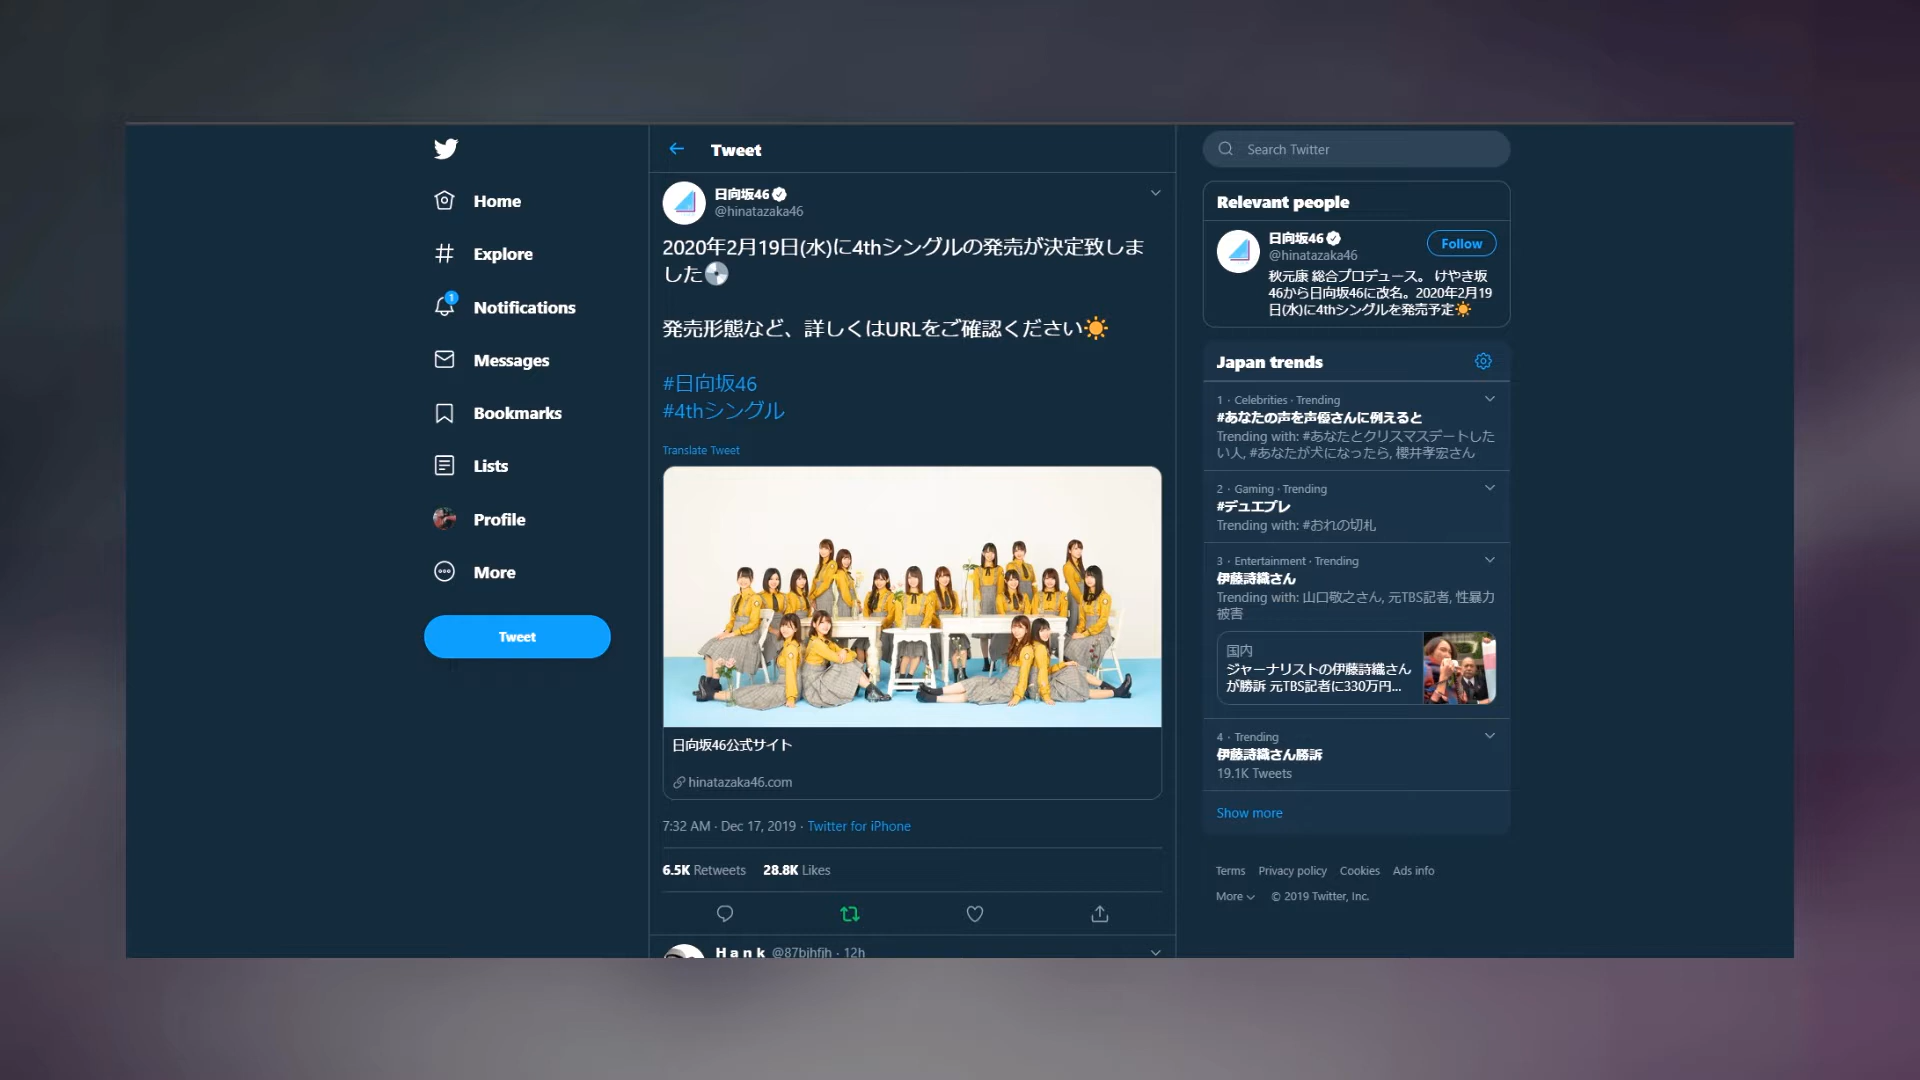 Home
Explore
1
Notifications
Messages
Bookmarks
Lists
Profile
More
Tweet
Tweet
日向坂46
@hinatazaka46
2020年2月19日(水)に4thシングルの発売が決定致しま
した
発売形態など、詳しくはURLをご確認ください
#日向坂46
#4thシングル
Translate Tweet
日向坂46公式サイト
hinatazaka46.com
7:32 AM · Dec 17, 2019 · Twitter for iPhone
6.5K Retweets 28.8K Likes
Hank @87bjhfjh · 12h
Search Twitter
Relevant people
日向坂46
@hinatazaka46
Follow
秋元康 総合プロデュース。 けやき坂
46から日向坂46に改名。2020年2月19
日(水)に4thシングルを発売予定
Japan trends
1 · Celebrities · Trending
#あなたの声を声優さんに例えると
Trending with: #あなたとクリスマスデートした
い人, #あなたが犬になったら, 櫻井孝宏さん
2 · Gaming · Trending
#デュエプレ
Trending with: #おれの切札
3 · Entertainment · Trending
伊藤詩織さん
Trending with: 山口敬之さん, 元TBS記者, 性暴力
被害
国内
ジャーナリストの伊藤詩織さん
が勝訴 元TBS記者に330万円...
4 · Trending
伊藤詩織さん勝訴
19.1K Tweets
Show more
Terms Privacy policy Cookies Ads info
More © 2019 Twitter, Inc.